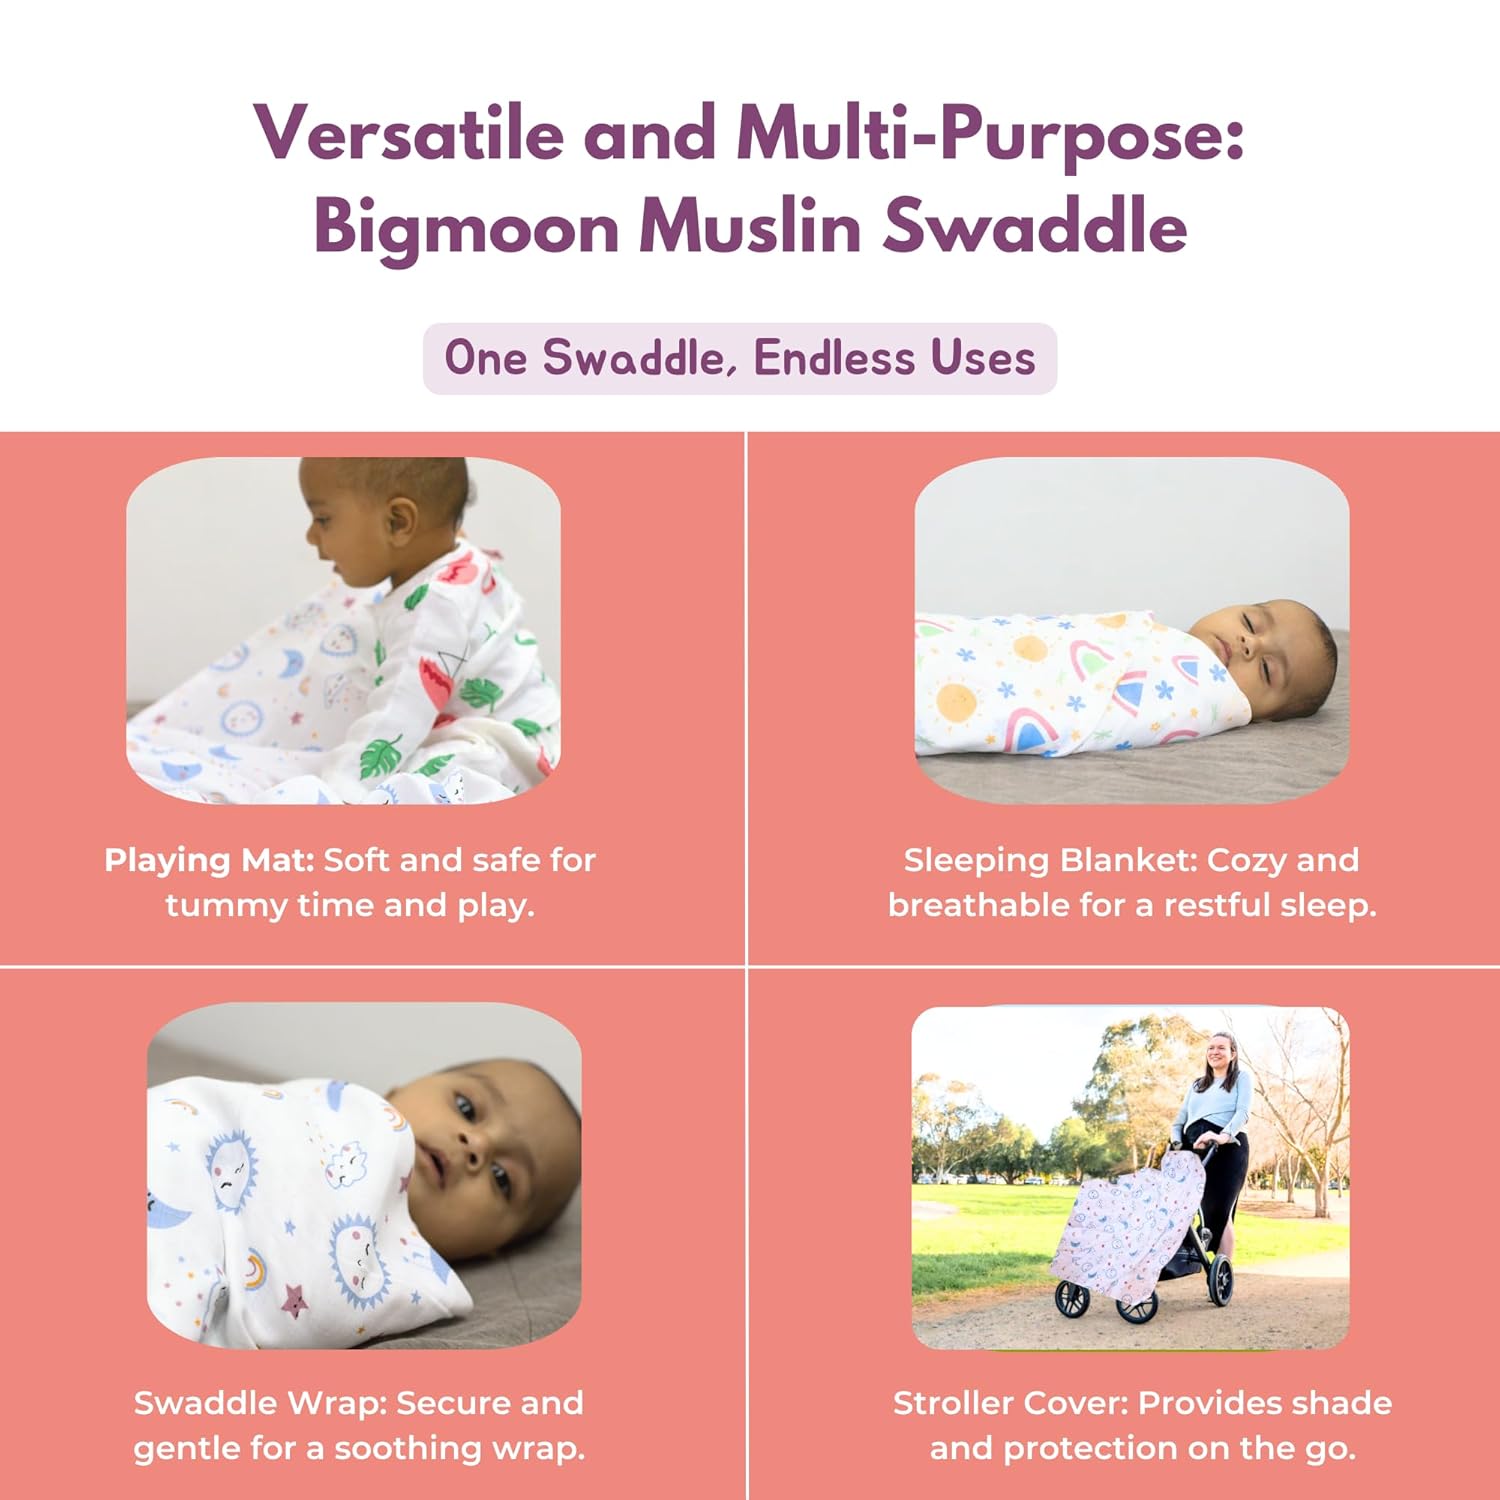 Versatile and Multi-Purpose:
Bigmoon Muslin Swaddle
One Swaddle, Endless Uses
Playing Mat: Soft and safe for
tummy time and play.
Sleeping Blanket: Cozy and
breathable for a restful sleep.
Swaddle Wrap: Secure and
gentle for a soothing wrap.
Stroller Cover: Provides shade
and protection on the go.